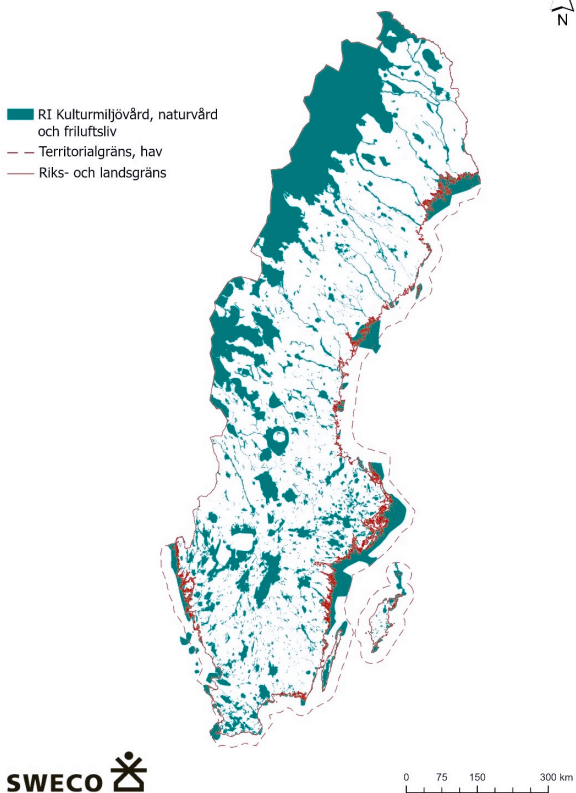 N
RI Kulturmiljövård, naturvård
och friluftsliv
Territorialgräns, hav
Riks- och landsgräns
SWECO
0 75 150 300 km